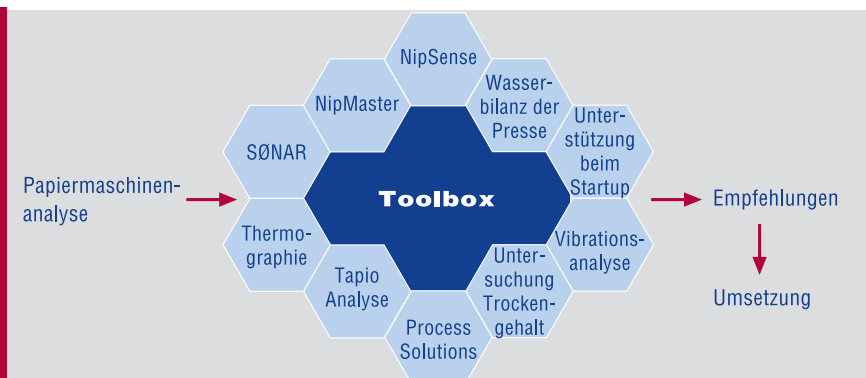 NipSense
NipMaster
Wasser-
bilanz der
Presse
Unter-
stützung
beim
Startup
SØNAR
Papiermaschinen-
analyse
Toolbox
Empfehlungen
Thermo-
graphie
Vibrations-
analyse
Tapio
Analyse
Unter-
suchung
Trocken-
gehalt
Umsetzung
Process
Solutions